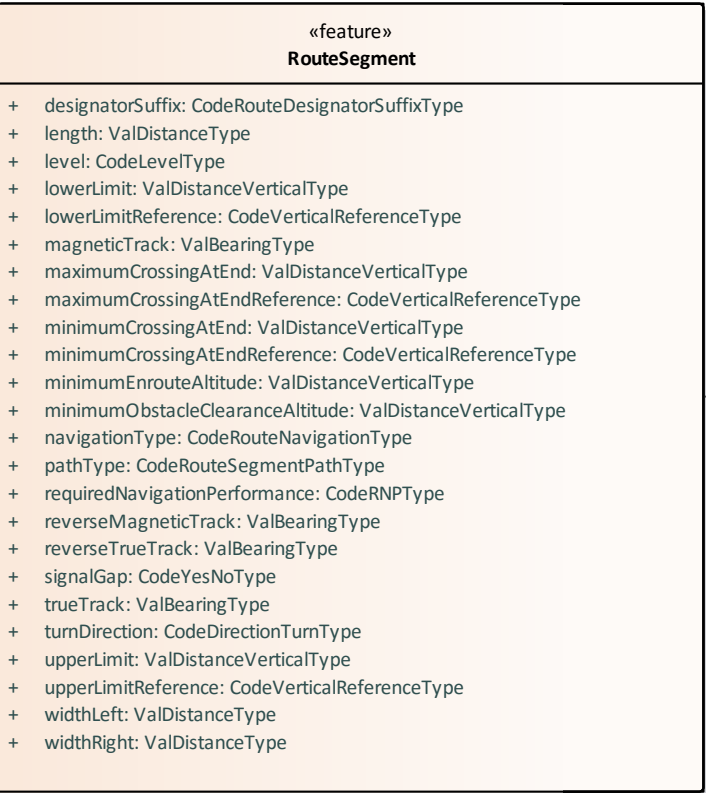 «feature»
RouteSegment
+ designatorSuffix: CodeRouteDesignatorSuffixType
+ length: ValDistanceType
+ level: CodeLevelType
+ lowerLimit: ValDistanceVerticalType
+ lowerLimitReference: CodeVerticalReferenceType
+ magneticTrack: ValBearingType
+ maximumCrossingAtEnd: ValDistanceVerticalType
+ maximumCrossingAtEndReference: CodeVerticalReferenceType
+ minimumCrossingAtEnd: ValDistanceVerticalType
+ minimumCrossingAtEndReference: CodeVerticalReferenceType
+ minimumEnrouteAltitude: ValDistanceVerticalType
+ minimumObstacleClearanceAltitude: ValDistanceVerticalType
+ navigationType: CodeRouteNavigationType
+ pathType: CodeRouteSegmentPathType
+ requiredNavigationPerformance: CodeRNPType
+ reverseMagneticTrack: ValBearingType
+ reverseTrueTrack: ValBearingType
+ signalGap: CodeYesNoType
+ trueTrack: ValBearingType
+ turnDirection: CodeDirectionTurnType
+ upperLimit: ValDistanceVerticalType
+ upperLimitReference: CodeVerticalReferenceType
+ widthLeft: ValDistanceType
+ widthRight: ValDistanceType